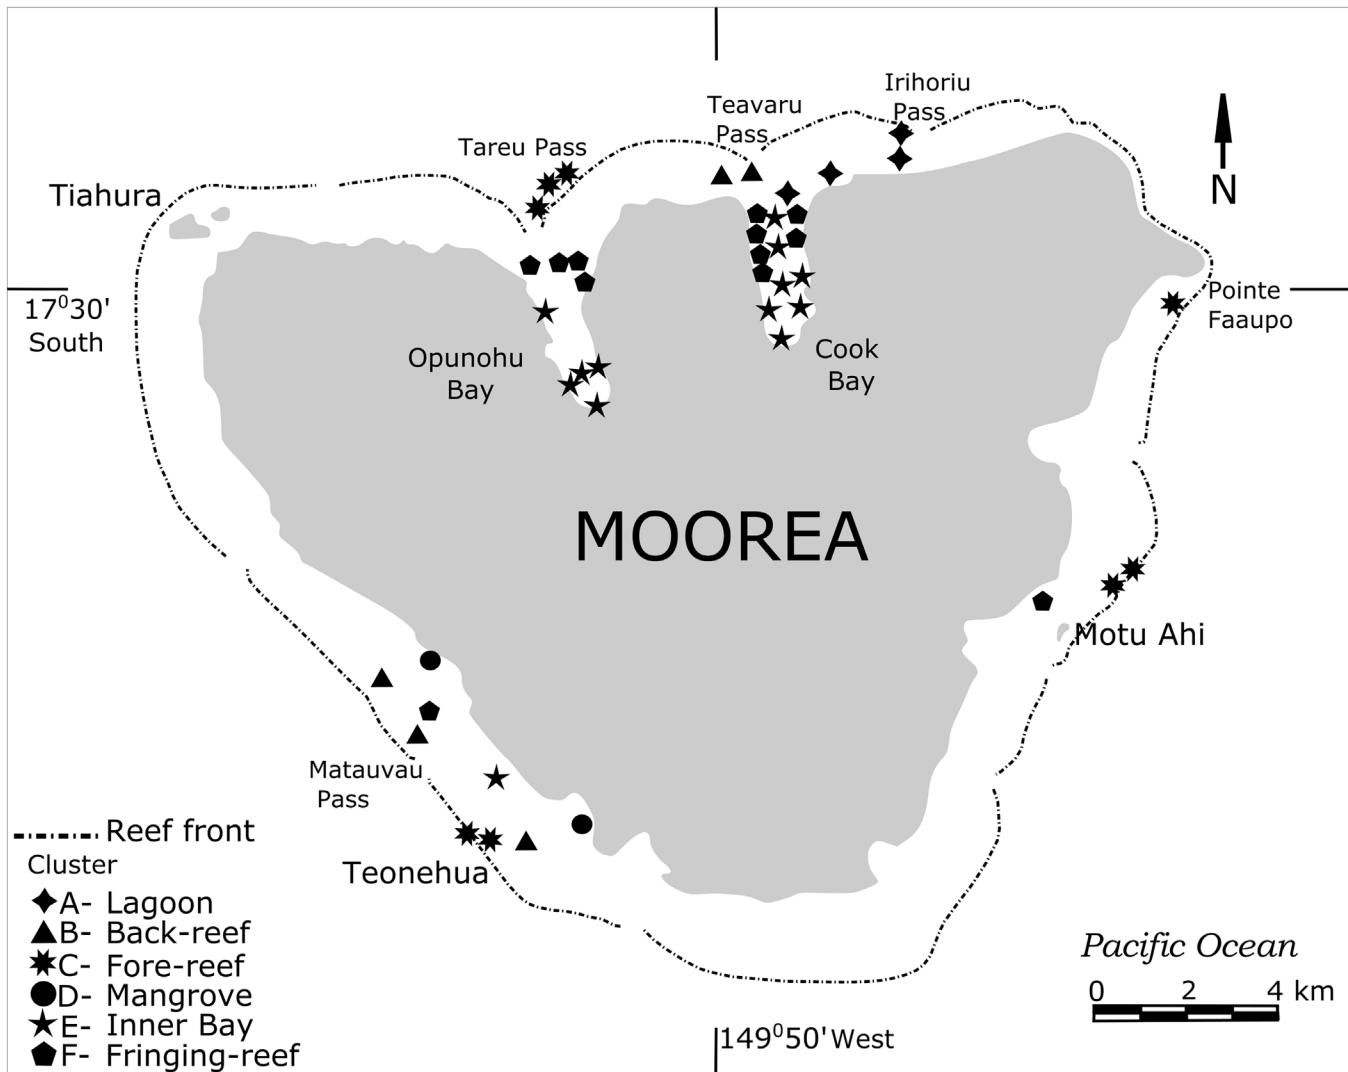 Irihoriu
Pass
Teavaru
Pass
Tareu Pass
Tiahura
N
17⁰30'
South
Pointe
Faaupo
Opunohu
Bay
Cook
Bay
MOOREA
Motu Ahi
Matauvau
Pass
Teonehua
Reef front
Cluster
A- Lagoon
B- Back-reef
C- Fore-reef
D- Mangrove
E- Inner Bay
F- Fringing-reef
Pacific Ocean
0 2 4 km
149⁰50' West